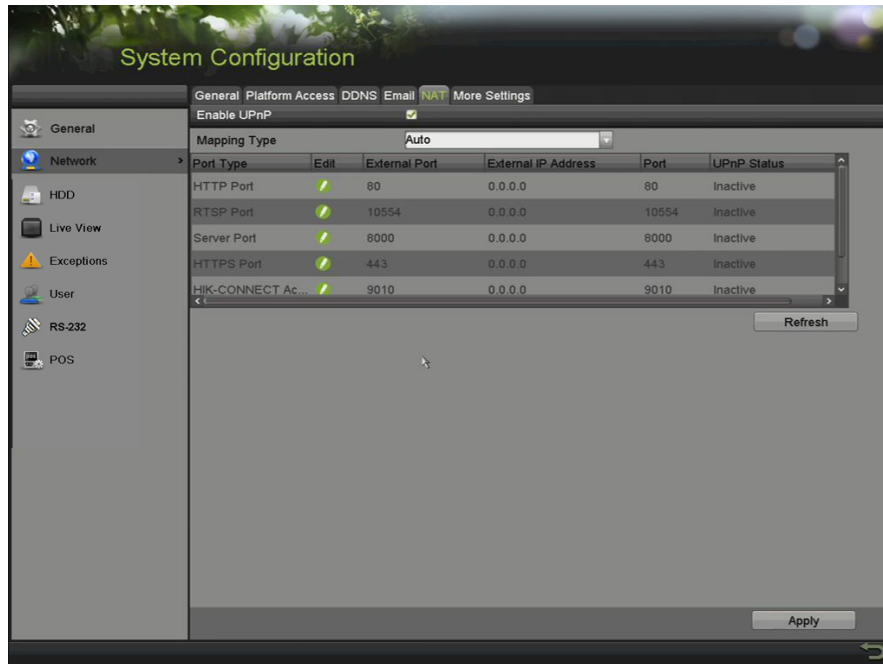 System Configuration
General Platform Access DDNS Email NAT More Settings
Enable UPnP
Mapping Type Auto
Port Type Edit External Port External IP Address Port UPnP Status
HTTP Port 80 0.0.0.0 80 Inactive
RTSP Port 10554 0.0.0.0 10554 Inactive
Server Port 8000 0.0.0.0 8000 Inactive
HTTPS Port 443 0.0.0.0 443 Inactive
HIK-CONNECT Ac... 9010 0.0.0.0 9010 Inactive
Refresh
General
Network
HDD
Live View
Exceptions
User
RS-232
POS
Apply